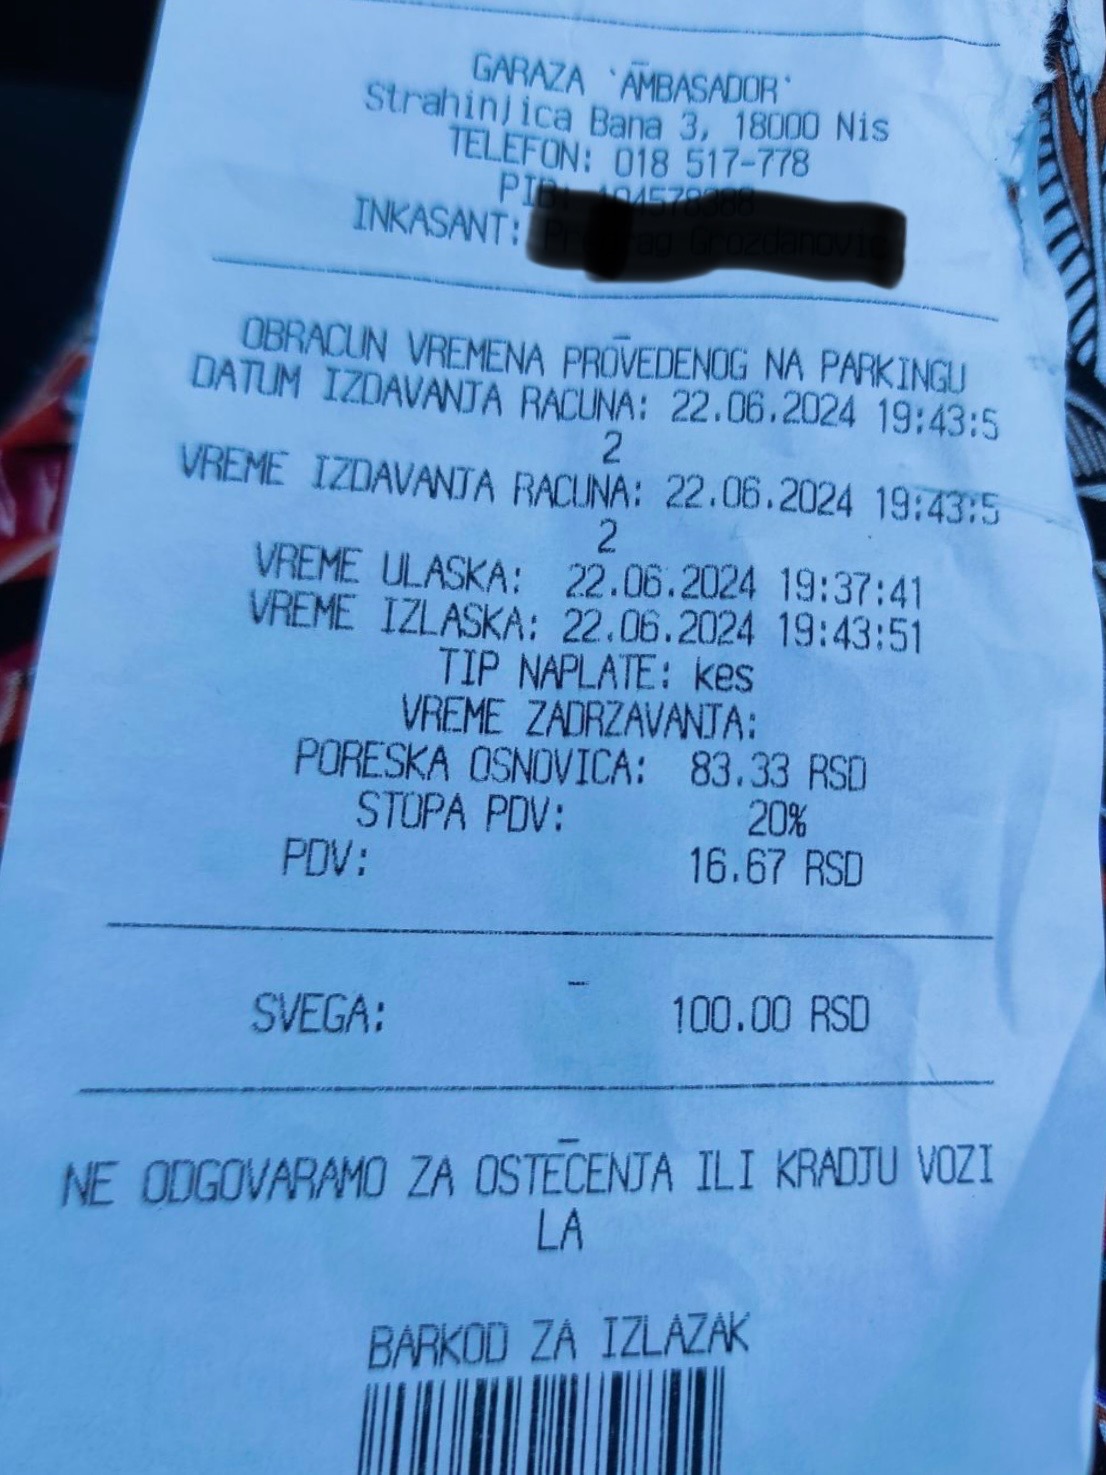 GARAZA 'AMBASADOR'
Strahinjica Bana 3, 18000 Nis
TELEFON: 018 517-778
PIB:
INKASANT:
OBRACUN VREMENA PROVEDENOG NA PARKINGU
DATUM IZDAVANJA RACUNA: 22.06.2024 19:43:5
2
VREME IZDAVANJA RACUNA: 22.06.2024 19:43:5
2
VREME ULASKA: 22.06.2024 19:37:41
VREME IZLASKA: 22.06.2024 19:43:51
TIP NAPLATE: kes
VREME ZADRZAVANJA:
PORESKA OSNOVICA: 83.33 RSD
STOPA PDV: 20%
PDV: 16.67 RSD
SVEGA: 100.00 RSD
NE ODGOVARAMO ZA OSTECENJA ILI KRADJU VOZI
LA
BARKOD ZA IZLAZAK